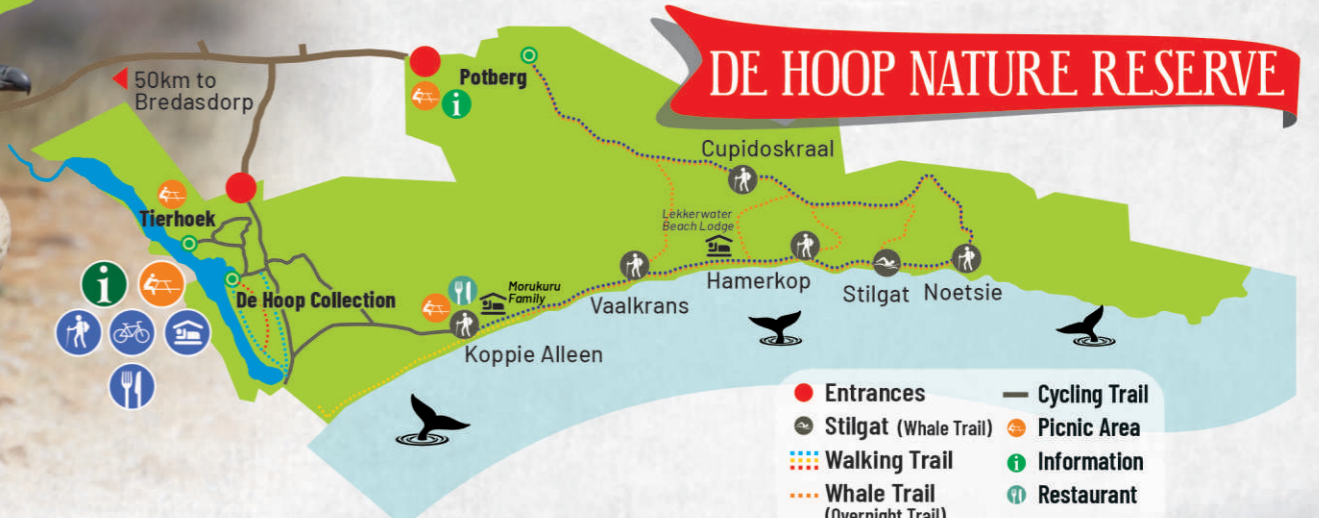 DE HOOP NATURE RESERVE
50km to
Bredasdorp
Potberg
i
Cupidoskraal
Tierhoek
Lekkerwater
Beach Lodge
De Hoop Collection
i
Morukuru
Family
Vaalkrans
Hamerkop
Stilgat
Noetsie
Koppie Alleen
Entrances
Cycling Trail
Stilgat (Whale Trail)
Picnic Area
Walking Trail
i Information
Whale Trail
(Overnight Trail)
Restaurant